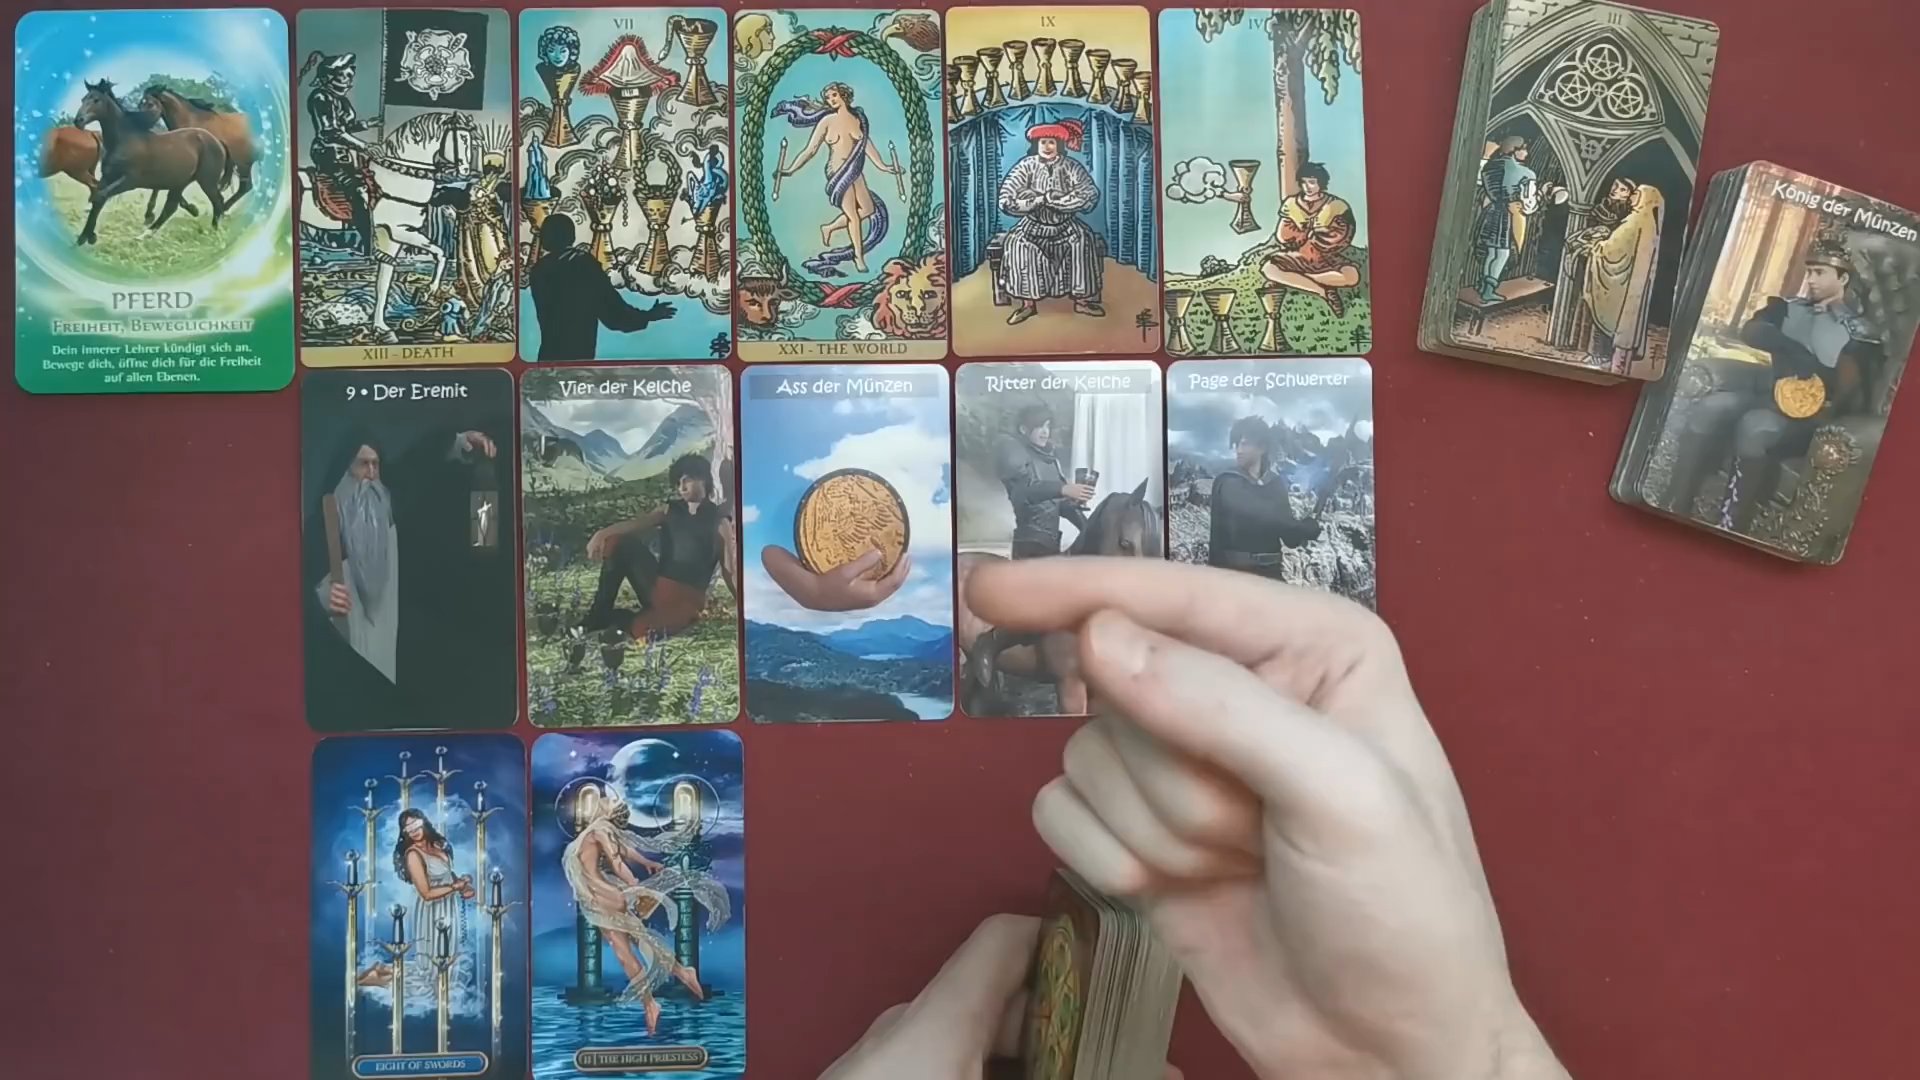 PFERD
FREIHEIT, BEWEGLICHKEIT
Dein innerer Lehrer kündigt sich an.
Bewege dich, öffne dich für die Freiheit
auf allen Ebenen.
XIII - DEATH
VII
XXI - THE WORLD
IX
IV
III
König der Münzen
9 • Der Eremit
Vier der Kelche
Ass der Münzen
Ritter der Kelche
Page der Schwerter
EIGHT OF SWORDS
II | THE HIGH PRIESTESS